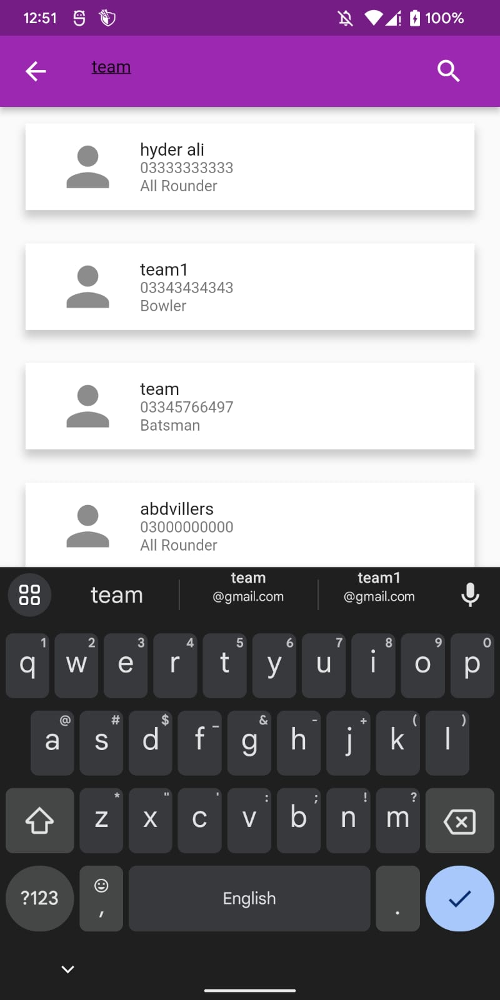 12:51 100%
team
hyder ali
03333333333
All Rounder
team1
03343434343
Bowler
team
03345766497
Batsman
abdvillers
03000000000
All Rounder
team team team1
@gmail.com @gmail.com
1 2 3 4 5 6 7 8 9 0
q w e r t y u i o p
@ # $ _ & - + ( )
a s d f g h j k l
* " ' : ; ! ?
z x c v b n m
?123 , English .